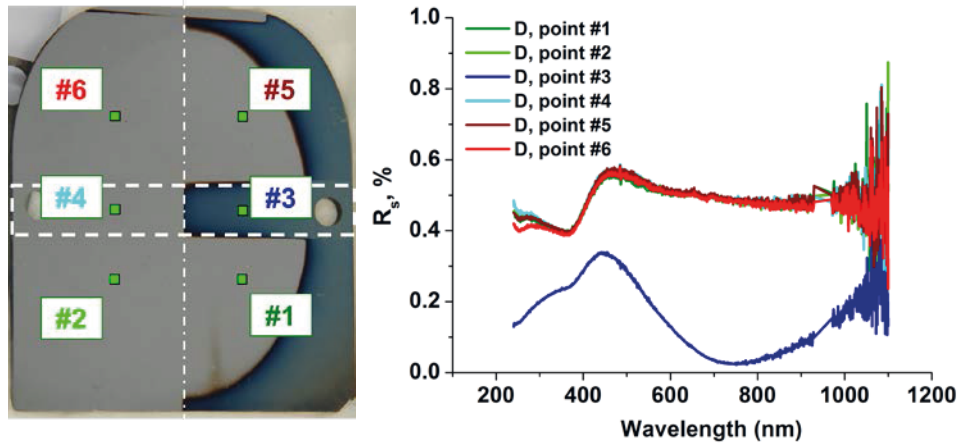 #6
#5
#4
#3
#2
#1
1.0
0.8
0.6
0.4
0.2
0.0
R_s, %
D, point #1
D, point #2
D, point #3
D, point #4
D, point #5
D, point #6
200
400
600
800
1000
1200
Wavelength (nm)